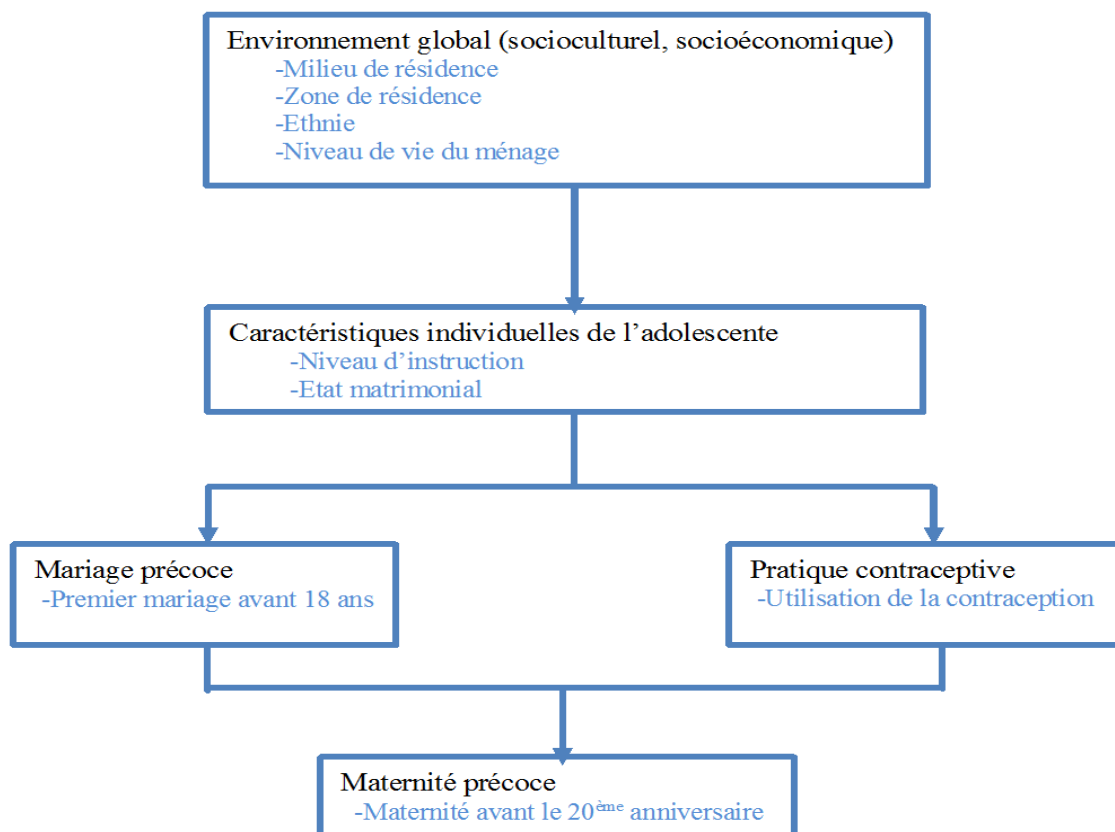 Environnement global (socioculturel, socioéconomique)
-Milieu de résidence
-Zone de résidence
-Ethnie
-Niveau de vie du ménage
Caractéristiques individuelles de l’adolescente
-Niveau d’instruction
-Etat matrimonial
Mariage précoce
-Premier mariage avant 18 ans
Pratique contraceptive
-Utilisation de la contraception
Maternité précoce
-Maternité avant le 20ème anniversaire